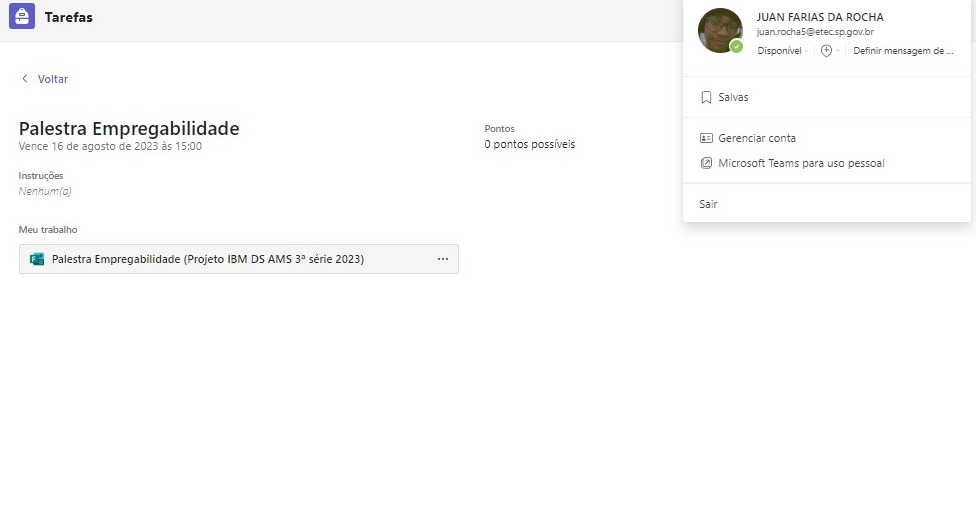 Tarefas
JUAN FARIAS DA ROCHA
juan.rocha5@etec.sp.gov.br
Disponível
Definir mensagem de ...
Voltar
Salvas
Palestra Empregabilidade
Vence 16 de agosto de 2023 às 15:00
Pontos
0 pontos possíveis
Gerenciar conta
Microsoft Teams para uso pessoal
Instruções
Nenhum(a)
Sair
Meu trabalho
Palestra Empregabilidade (Projeto IBM DS AMS 3ª série 2023)